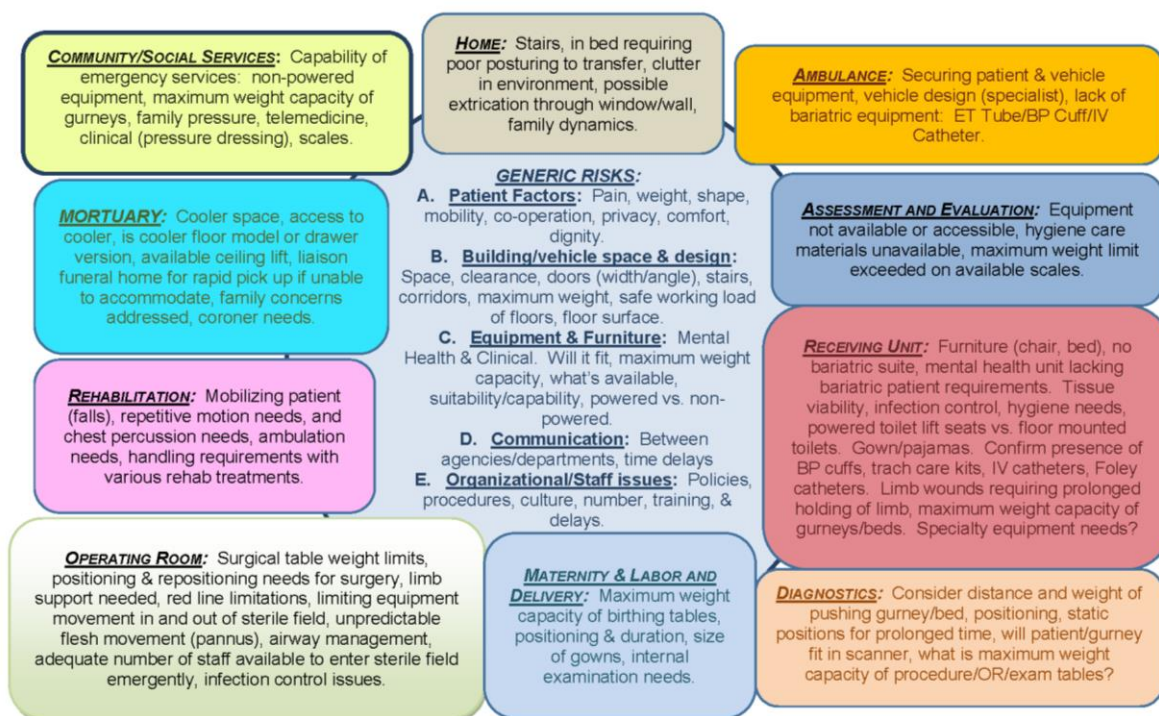 COMMUNITY/SOCIAL SERVICES: Capability of
emergency services: non-powered
equipment, maximum weight capacity of
gurneys, family pressure, telemedicine,
clinical (pressure dressing), scales.
HOME: Stairs, in bed requiring
poor posturing to transfer, clutter
in environment, possible
extrication through window/wall,
family dynamics.
AMBULANCE: Securing patient & vehicle
equipment, vehicle design (specialist), lack of
bariatric equipment: ET Tube/BP Cuff/IV
Catheter.
MORTUARY: Cooler space, access to
cooler, is cooler floor model or drawer
version, available ceiling lift, liaison
funeral home for rapid pick up if unable
to accommodate, family concerns
addressed, coroner needs.
GENERIC RISKS:
A. Patient Factors: Pain, weight, shape,
mobility, co-operation, privacy, comfort,
dignity.
B. Building/vehicle space & design:
Space, clearance, doors (width/angle), stairs,
corridors, maximum weight, safe working load
of floors, floor surface.
C. Equipment & Furniture: Mental
Health & Clinical. Will it fit, maximum weight
capacity, what's available,
suitability/capability, powered vs. non-
powered.
D. Communication: Between
agencies/departments, time delays
E. Organizational/Staff issues: Policies,
procedures, culture, number, training, &
delays.
ASSESSMENT AND EVALUATION: Equipment
not available or accessible, hygiene care
materials unavailable, maximum weight limit
exceeded on available scales.
REHABILITATION: Mobilizing patient
(falls), repetitive motion needs, and
chest percussion needs, ambulation
needs, handling requirements with
various rehab treatments.
RECEIVING UNIT: Furniture (chair, bed), no
bariatric suite, mental health unit lacking
bariatric patient requirements. Tissue
viability, infection control, hygiene needs,
powered toilet lift seats vs. floor mounted
toilets. Gown/pajamas. Confirm presence of
BP cuffs, trach care kits, IV catheters, Foley
catheters. Limb wounds requiring prolonged
holding of limb, maximum weight capacity of
gurneys/beds. Specialty equipment needs?
OPERATING ROOM: Surgical table weight limits,
positioning & repositioning needs for surgery, limb
support needed, red line limitations, limiting equipment
movement in and out of sterile field, unpredictable
flesh movement (pannus), airway management,
adequate number of staff available to enter sterile field
emergently, infection control issues.
MATERNITY & LABOR AND
DELIVERY: Maximum weight
capacity of birthing tables,
positioning & duration, size
of gowns, internal
examination needs.
DIAGNOSTICS: Consider distance and weight of
pushing gurney/bed, positioning, static
positions for prolonged time, will patient/gurney
fit in scanner, what is maximum weight
capacity of procedure/OR/exam tables?